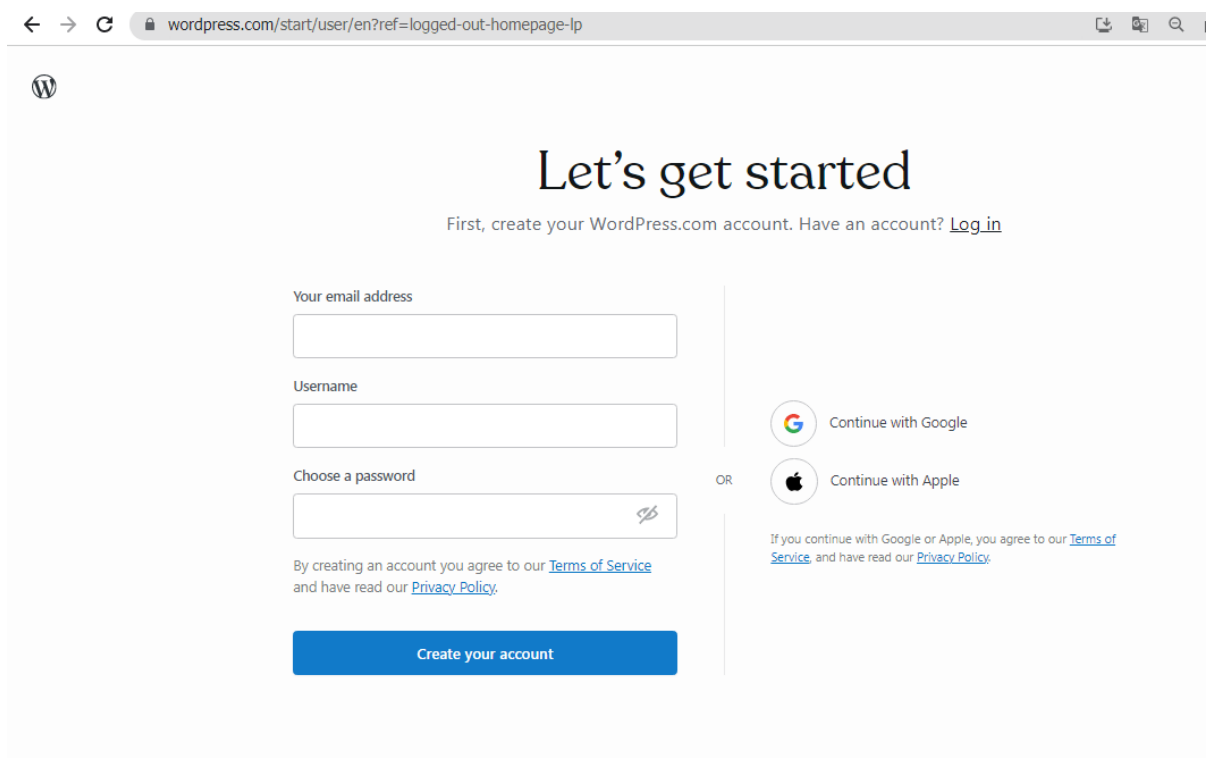 wordpress.com/start/user/en?ref=logged-out-homepage-lp
Let's get started
First, create your WordPress.com account. Have an account? Log in
Your email address
Username
Choose a password
By creating an account you agree to our Terms of Service
and have read our Privacy Policy.
Create your account
OR
Continue with Google
Continue with Apple
If you continue with Google or Apple, you agree to our Terms of
Service, and have read our Privacy Policy.